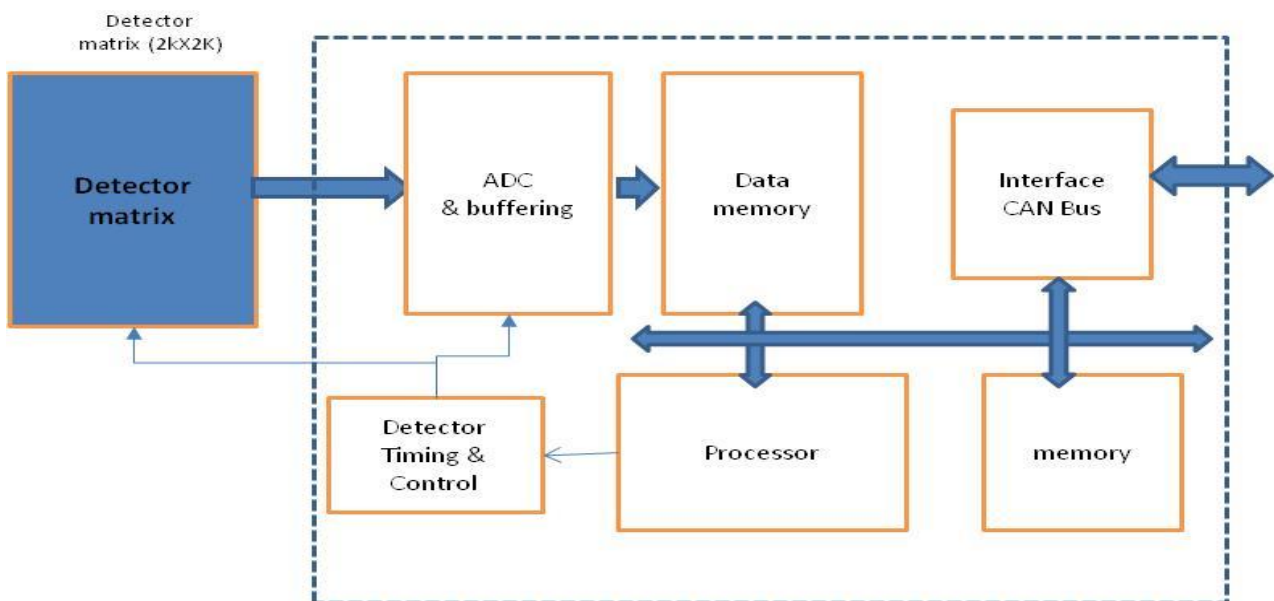 Detector
matrix (2kX2K)
Detector
matrix
ADC
& buffering
Data
memory
Interface
CAN Bus
Detector
Timing &
Control
Processor
memory